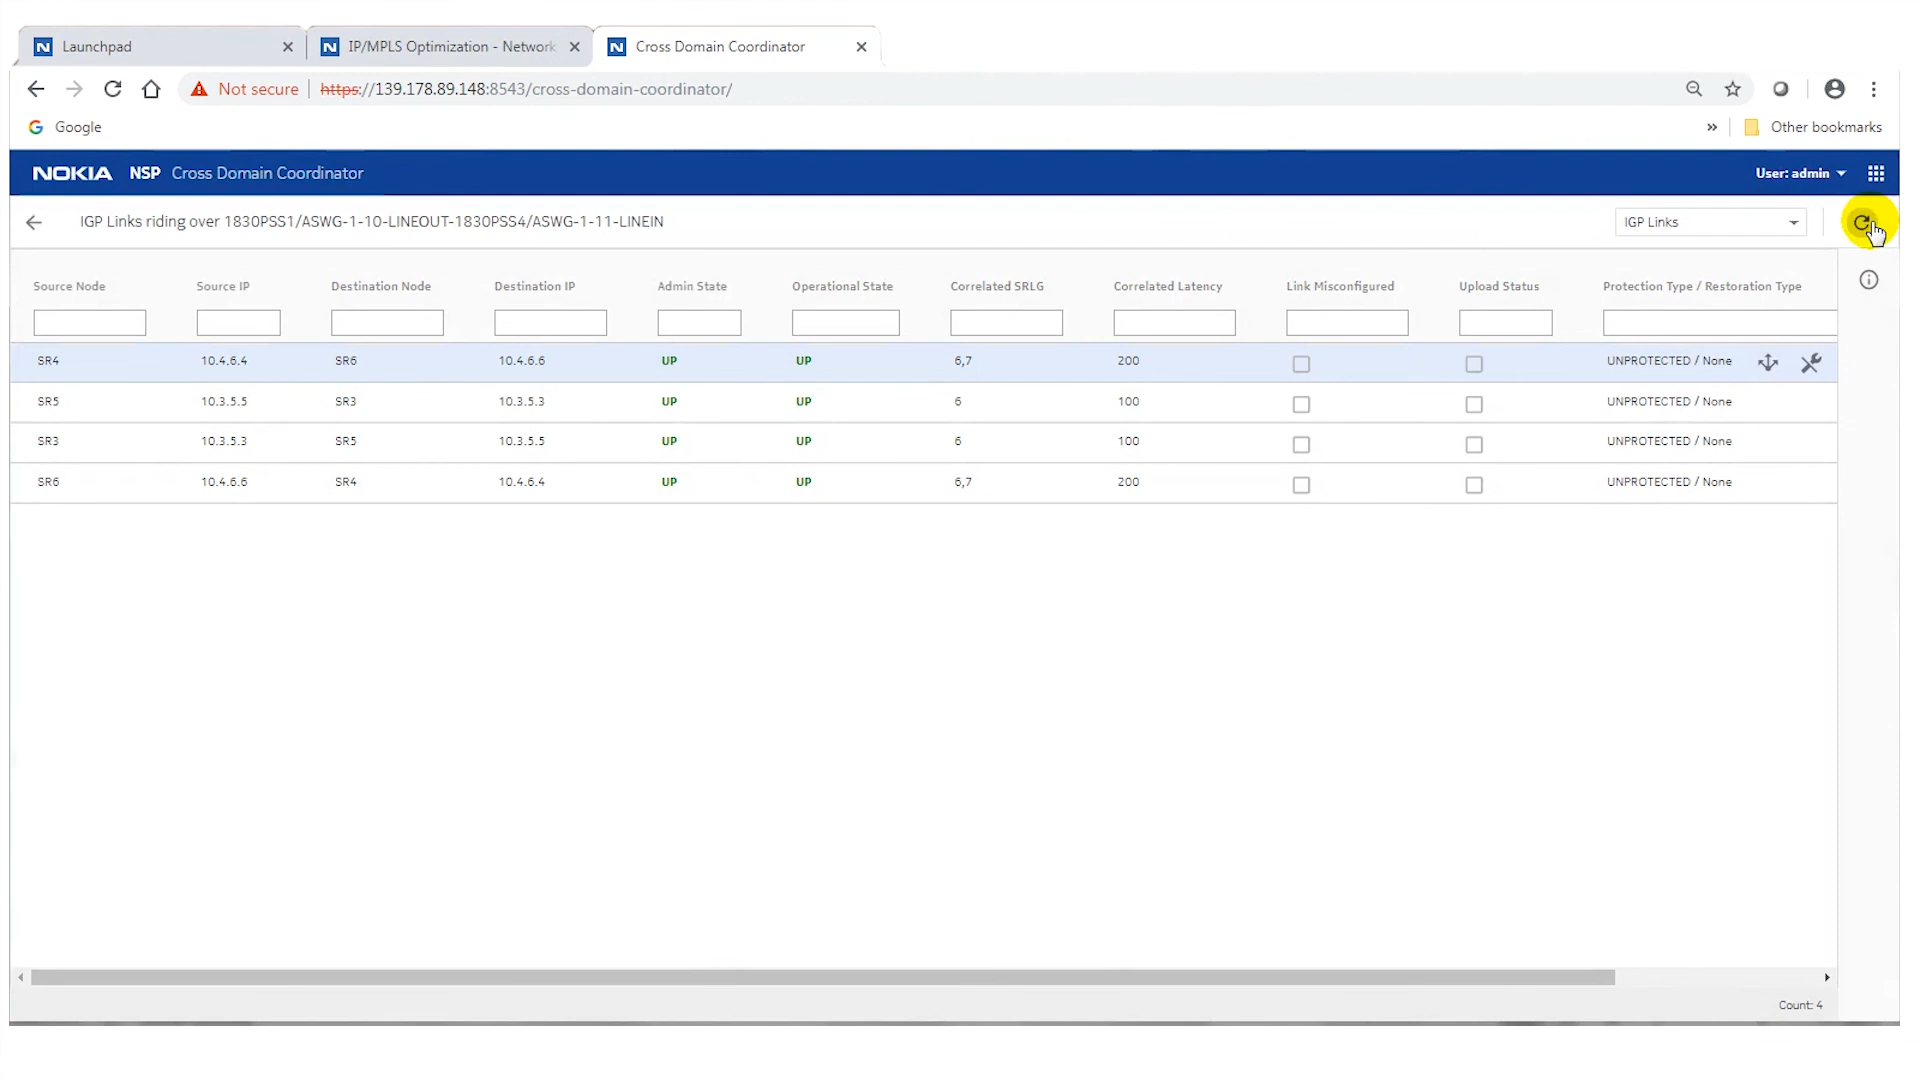 Launchpad
IP/MPLS Optimization - Network
Cross Domain Coordinator
Not secure
https://139.178.89.148:8543/cross-domain-coordinator/
Google
Other bookmarks
NOKIA NSP Cross Domain Coordinator
User: admin
IGP Links riding over 1830PSS1/ASWG-1-10-LINEOUT-1830PSS4/ASWG-1-11-LINEIN
IGP Links
Source Node Source IP Destination Node Destination IP Admin State Operational State Correlated SRLG Correlated Latency Link Misconfigured Upload Status Protection Type / Restoration Type
SR4 10.4.6.4 SR6 10.4.6.6 UP UP 6,7 200 UNPROTECTED / None
SR5 10.3.5.5 SR3 10.3.5.3 UP UP 6 100 UNPROTECTED / None
SR3 10.3.5.3 SR5 10.3.5.5 UP UP 6 100 UNPROTECTED / None
SR6 10.4.6.6 SR4 10.4.6.4 UP UP 6,7 200 UNPROTECTED / None
Count: 4